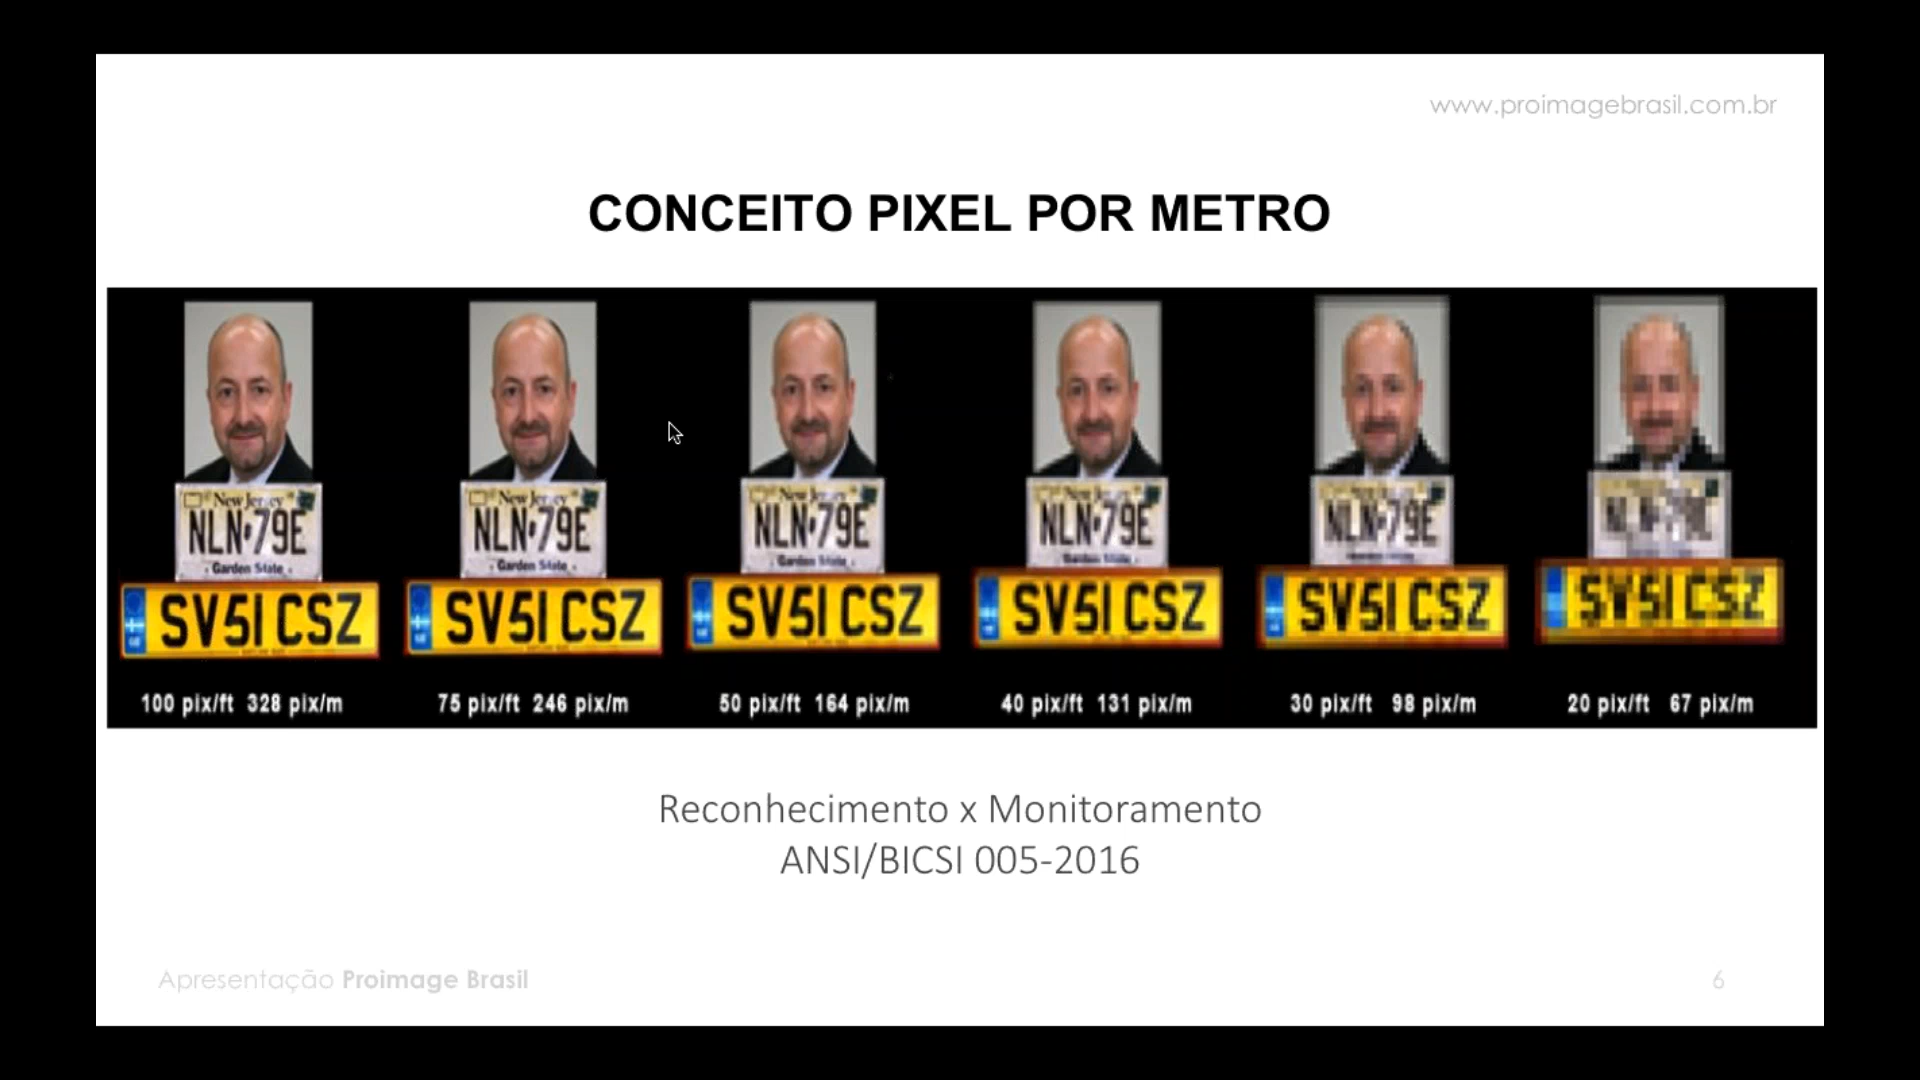 www.proimagebrasil.com.br
CONCEITO PIXEL POR METRO
New Jersey New Jersey New Jersey New Jersey
NLN•79E NLN•79E NLN•79E NLN•79E NLN•79E
Garden State Garden State Garden State Garden State
SV51 CSZ SV51 CSZ SV51 CSZ SV51 CSZ SV51 CSZ SV51 CSZ
100 pix/ft 328 pix/m 75 pix/ft 246 pix/m 50 pix/ft 164 pix/m 40 pix/ft 131 pix/m 30 pix/ft 98 pix/m 20 pix/ft 67 pix/m
Reconhecimento x Monitoramento
ANSI/BICSI 005-2016
Apresentação Proimage Brasil 6